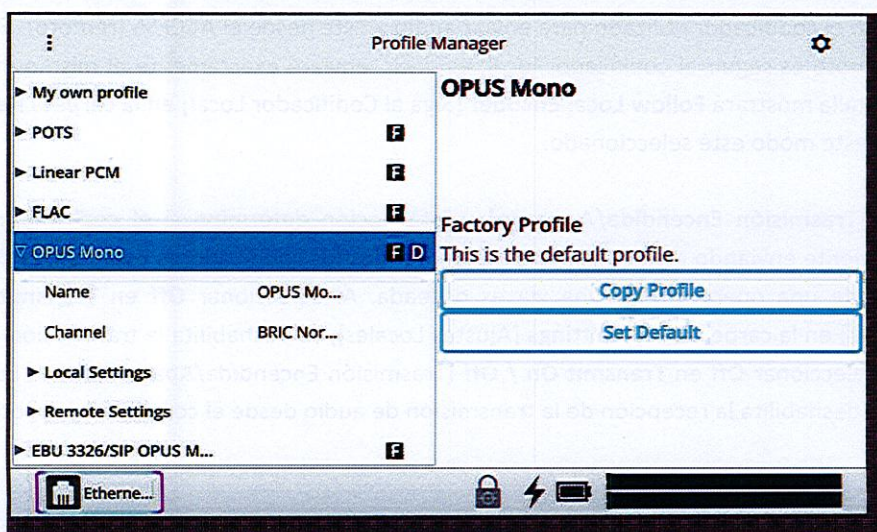 Profile Manager
My own profile
POTS F
Linear PCM F
FLAC F
OPUS Mono F D
Name OPUS Mo...
Channel BRIC Nor...
Local Settings
Remote Settings
EBU 3326/SIP OPUS M... F
OPUS Mono
Factory Profile
This is the default profile.
Copy Profile
Set Default
Etherne...